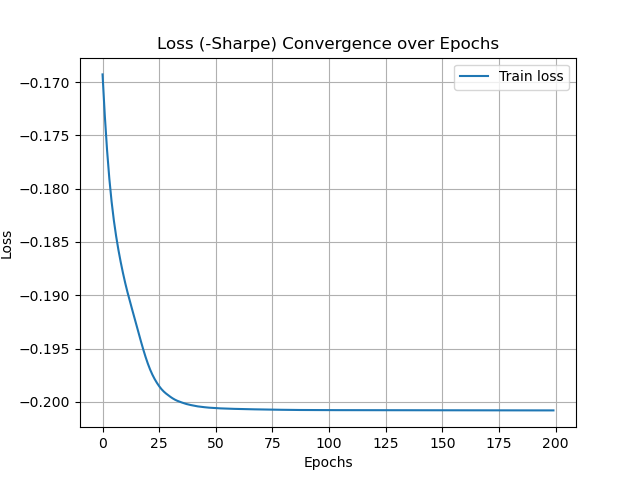 Loss (-Sharpe) Convergence over Epochs
Train loss
−0.170
−0.175
−0.180
−0.185
−0.190
−0.195
−0.200
Loss
0 25 50 75 100 125 150 175 200
Epochs